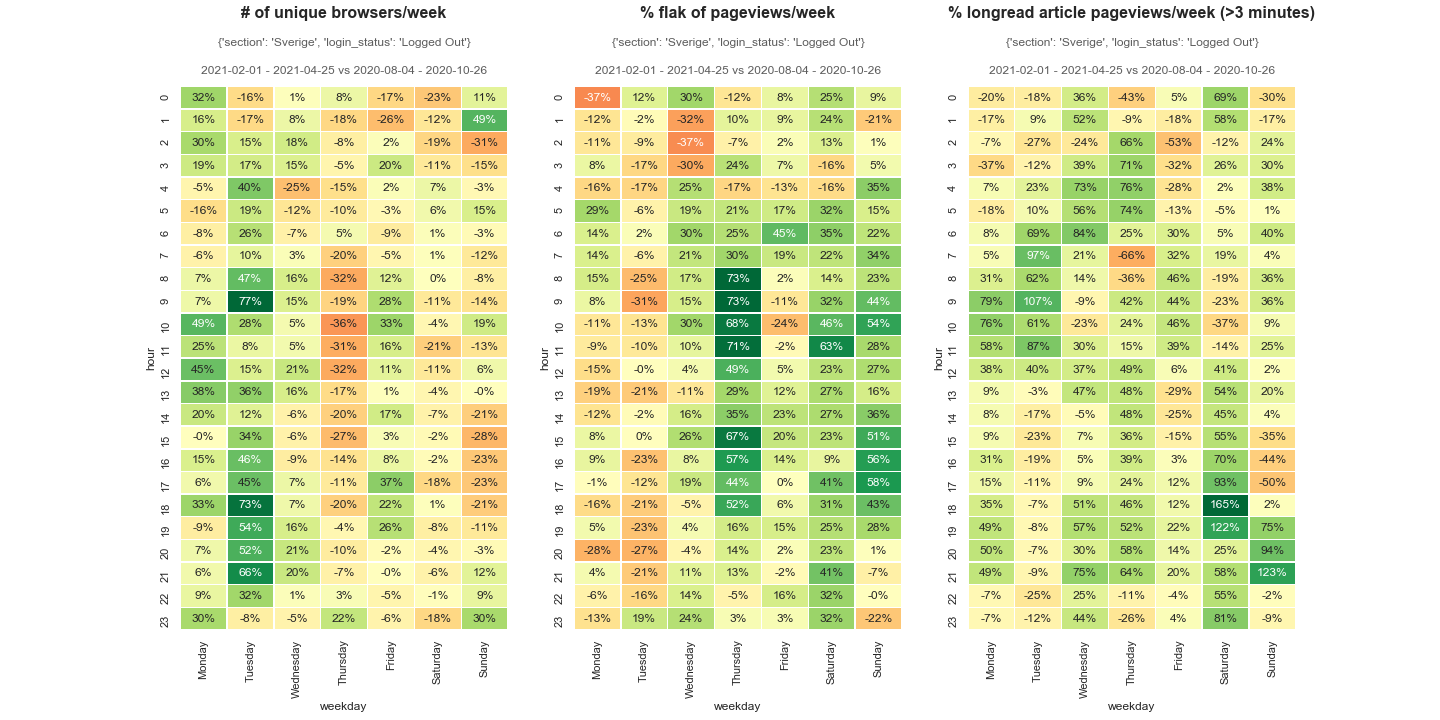 # of unique browsers/week
{'section': 'Sverige', 'login_status': 'Logged Out'}
2021-02-01 - 2021-04-25 vs 2020-08-04 - 2020-10-26
0 32% -16% 1% 8% -17% -23% 11%
1 16% -17% 8% -18% -26% -12% 49%
2 30% 15% 18% -8% 2% -19% -31%
3 19% 17% 15% -5% 20% -11% -15%
4 -5% 40% -25% -15% 2% 7% -3%
5 -16% 19% -12% -10% -3% 6% 15%
6 -8% 26% -7% 5% -9% 1% -3%
7 -6% 10% 3% -20% -5% 1% -12%
8 7% 47% 16% -32% 12% 0% -8%
9 7% 77% 15% -19% 28% -11% -14%
10 49% 28% 5% -36% 33% -4% 19%
11 25% 8% 5% -31% 16% -21% -13%
12 45% 15% 21% -32% 11% -11% 6%
13 38% 36% 16% -17% 1% -4% -0%
14 20% 12% -6% -20% 17% -7% -21%
15 -0% 34% -6% -27% 3% -2% -28%
16 15% 46% -9% -14% 8% -2% -23%
17 6% 45% 7% -11% 37% -18% -23%
18 33% 73% 7% -20% 22% 1% -21%
19 -9% 54% 16% -4% 26% -8% -11%
20 7% 52% 21% -10% -2% -4% -3%
21 6% 66% 20% -7% -0% -6% 12%
22 9% 32% 1% 3% -5% -1% 9%
23 30% -8% -5% 22% -6% -18% 30%
hour
Monday Tuesday Wednesday Thursday Friday Saturday Sunday
weekday
% flak of pageviews/week
{'section': 'Sverige', 'login_status': 'Logged Out'}
2021-02-01 - 2021-04-25 vs 2020-08-04 - 2020-10-26
0 -37% 12% 30% -12% 8% 25% 9%
1 -12% -2% -32% 10% 9% 24% -21%
2 -11% -9% -37% -7% 2% 13% 1%
3 8% -17% -30% 24% 7% -16% 5%
4 -16% -17% 25% -17% -13% -16% 35%
5 29% -6% 19% 21% 17% 32% 15%
6 14% 2% 30% 25% 45% 35% 22%
7 14% -6% 21% 30% 19% 22% 34%
8 15% -25% 17% 73% 2% 14% 23%
9 8% -31% 15% 73% -11% 32% 44%
10 -11% -13% 30% 68% -24% 46% 54%
11 -9% -10% 10% 71% -2% 63% 28%
12 -15% -0% 4% 49% 5% 23% 27%
13 -19% -21% -11% 29% 12% 27% 16%
14 -12% -2% 16% 35% 23% 27% 36%
15 8% 0% 26% 67% 20% 23% 51%
16 9% -23% 8% 57% 14% 9% 56%
17 -1% -12% 19% 44% 0% 41% 58%
18 -16% -21% -5% 52% 6% 31% 43%
19 5% -23% 4% 16% 15% 25% 28%
20 -28% -27% -4% 14% 2% 23% 1%
21 4% -21% 11% 13% -2% 41% -7%
22 -6% -16% 14% -5% 16% 32% -0%
23 -13% 19% 24% 3% 3% 32% -22%
hour
Monday Tuesday Wednesday Thursday Friday Saturday Sunday
weekday
% longread article pageviews/week (>3 minutes)
{'section': 'Sverige', 'login_status': 'Logged Out'}
2021-02-01 - 2021-04-25 vs 2020-08-04 - 2020-10-26
0 -20% -18% 36% -43% 5% 69% -30%
1 -17% 9% 52% -9% -18% 58% -17%
2 -7% -27% -24% 66% -53% -12% 24%
3 -37% -12% 39% 71% -32% 26% 30%
4 7% 23% 73% 76% -28% 2% 38%
5 -18% 10% 56% 74% -13% -5% 1%
6 8% 69% 84% 25% 30% 5% 40%
7 5% 97% 21% -66% 32% 19% 4%
8 31% 62% 14% -36% 46% -19% 36%
9 79% 107% -9% 42% 44% -23% 36%
10 76% 61% -23% 24% 46% -37% 9%
11 58% 87% 30% 15% 39% -14% 25%
12 38% 40% 37% 49% 6% 41% 2%
13 9% -3% 47% 48% -29% 54% 20%
14 8% -17% -5% 48% -25% 45% 4%
15 9% -23% 7% 36% -15% 55% -35%
16 31% -19% 5% 39% 3% 70% -44%
17 15% -11% 9% 24% 12% 93% -50%
18 35% -7% 51% 46% 12% 165% 2%
19 49% -8% 57% 52% 22% 122% 75%
20 50% -7% 30% 58% 14% 25% 94%
21 49% -9% 75% 64% 20% 58% 123%
22 -7% -25% 25% -11% -4% 55% -2%
23 -7% -12% 44% -26% 4% 81% -9%
hour
Monday Tuesday Wednesday Thursday Friday Saturday Sunday
weekday